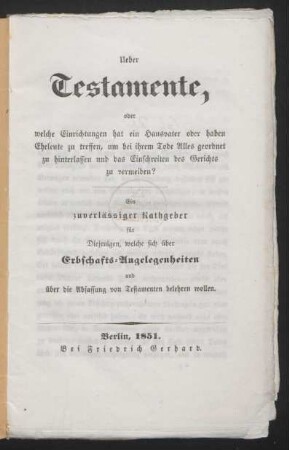 Ueber
Testamente,
oder
welche Einrichtungen hat ein Hausvater oder haben
Eheleute zu treffen, um bei ihrem Tode Alles geordnet
zu hinterlassen und das Einschreiten des Gerichts
zu vermeiden?
Ein
zuverlässiger Rathgeber
für
Diejenigen, welche sich über
Erbschafts-Angelegenheiten
und
über die Abfassung von Testamenten belehren wollen.
Berlin, 1851.
Bei Friedrich Gerhard.